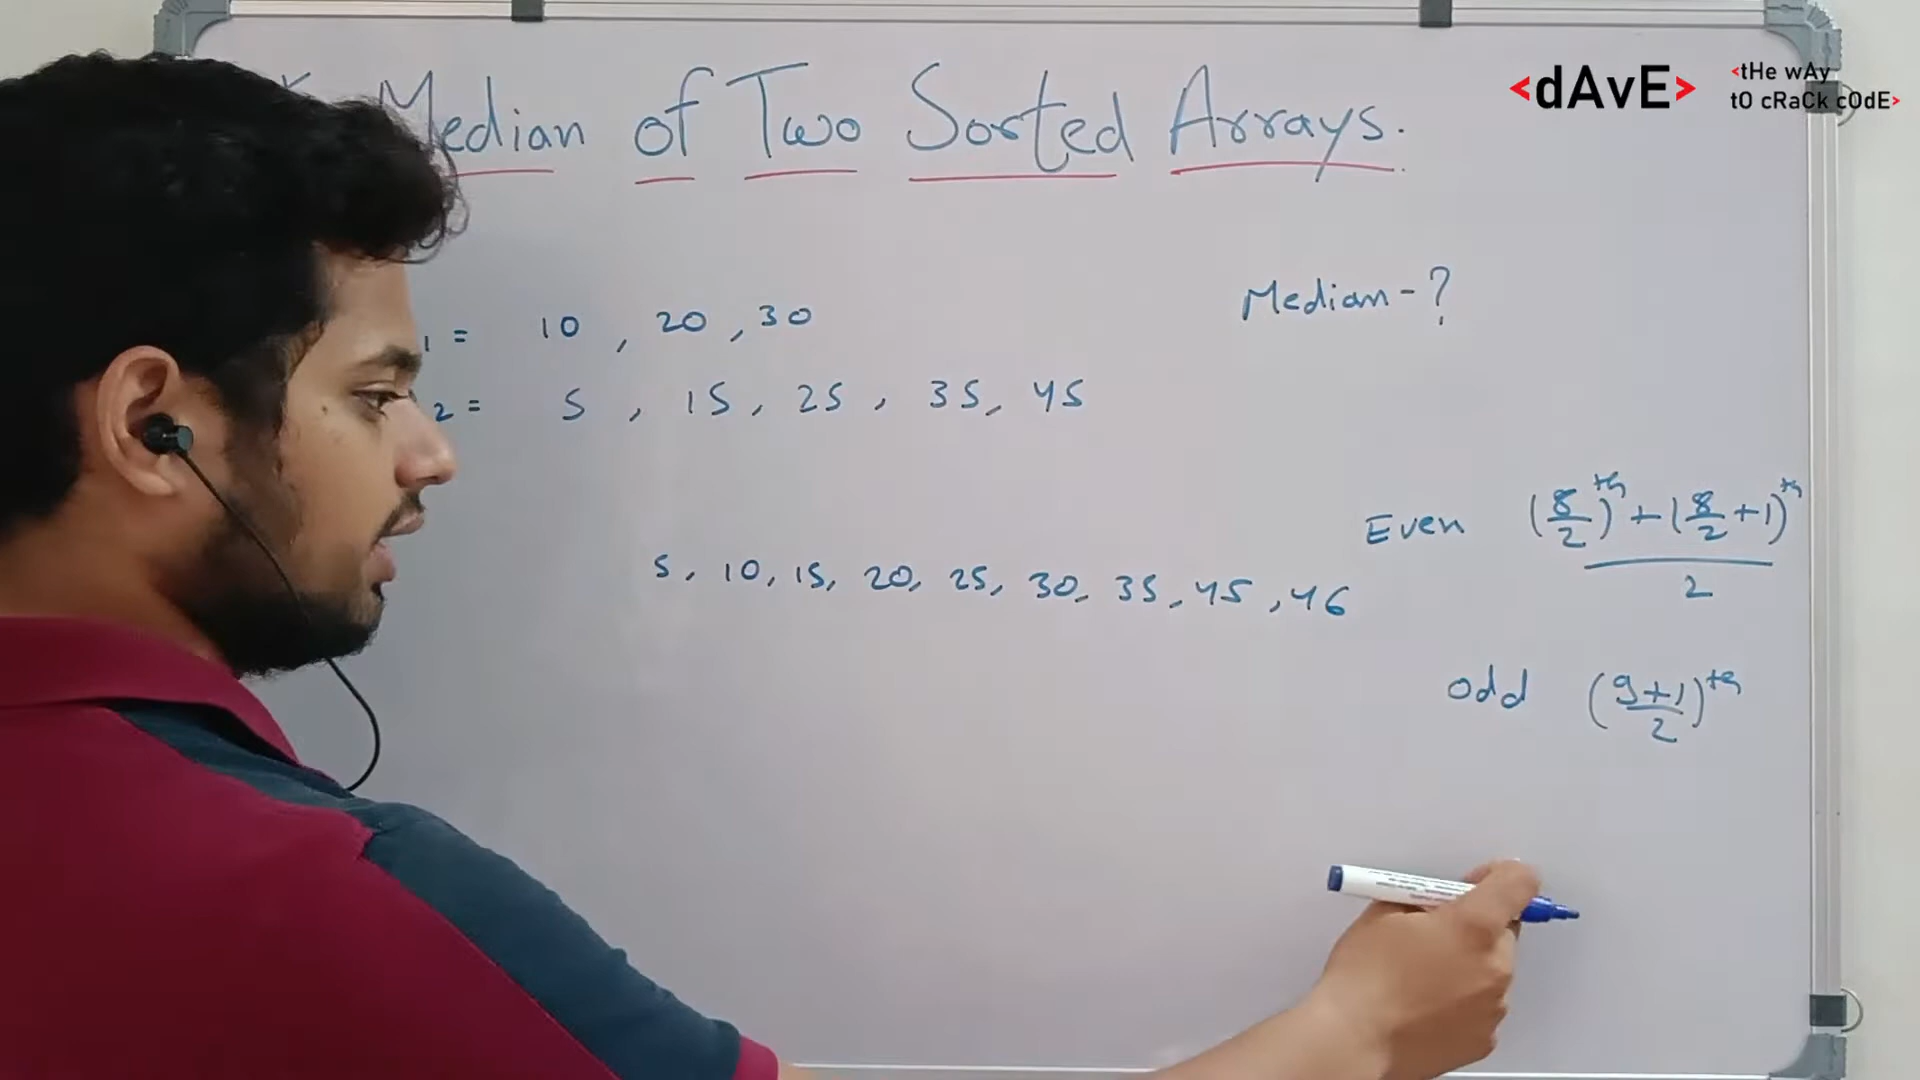 Median of Two Sorted Arrays.
<dAvE>
<tHe wAy
tO cRaCk cOdE>
Median - ?
1 = 10, 20, 30
2 = 5, 15, 25, 35, 45
Even (8/2)th + (8/2 + 1)th
2
5, 10, 15, 20, 25, 30, 35, 45, 46
odd (9+1/2)th